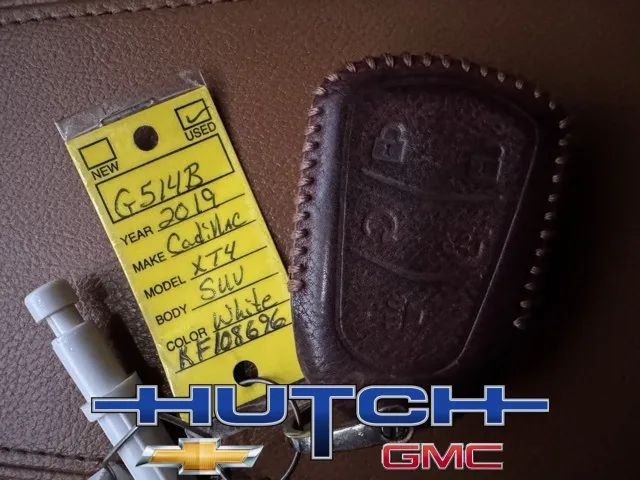 NEW
USED
G514B
YEAR 2019
MAKE Cadillac
MODEL XT4
BODY SUV
COLOR White
KF108696
HUTCH
GMC